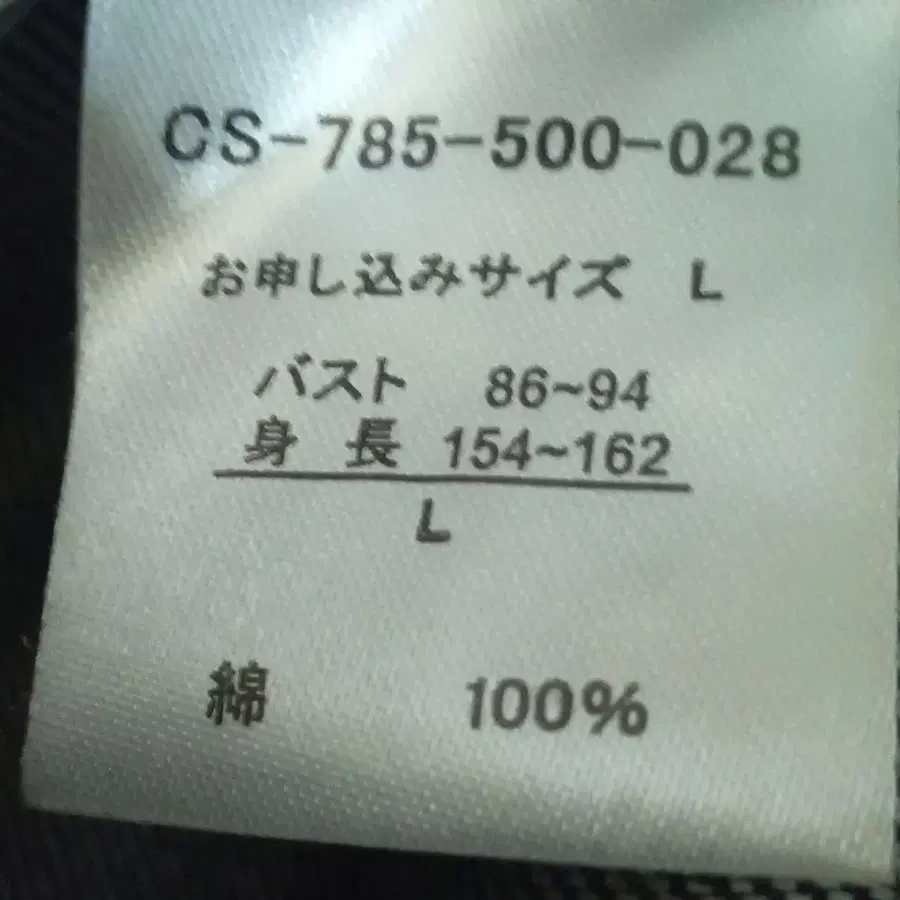 CS-785-500-028
お申し込みサイズ L
バスト 86~94
身 長 154~162
L
綿 100%